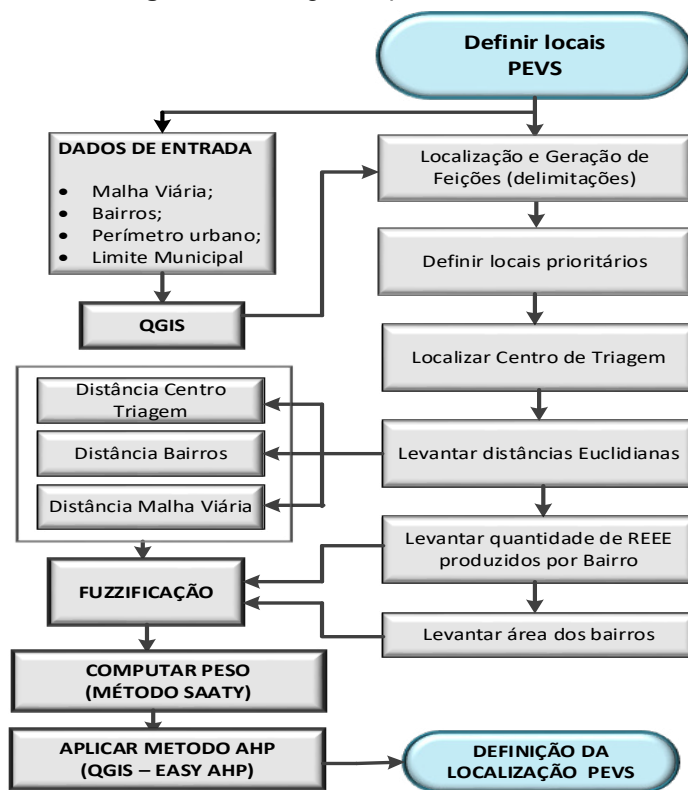 Definir locais
PEVS
DADOS DE ENTRADA
• Malha Viária;
• Bairros;
• Perímetro urbano;
• Limite Municipal
QGIS
Localização e Geração de
Feições (delimitações)
Definir locais prioritários
Localizar Centro de Triagem
Levantar distâncias Euclidianas
Distância Centro
Triagem
Distância Bairros
Distância Malha Viária
Levantar quantidade de REEE
produzidos por Bairro
Levantar área dos bairros
FUZZIFICAÇÃO
COMPUTAR PESO
(MÉTODO SAATY)
APLICAR METODO AHP
(QGIS – EASY AHP)
DEFINIÇÃO DA
LOCALIZAÇÃO PEVS